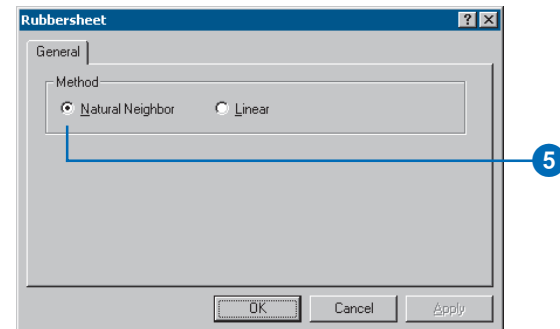 Rubbersheet
General
Method
Natural Neighbor Linear
5
OK Cancel Apply